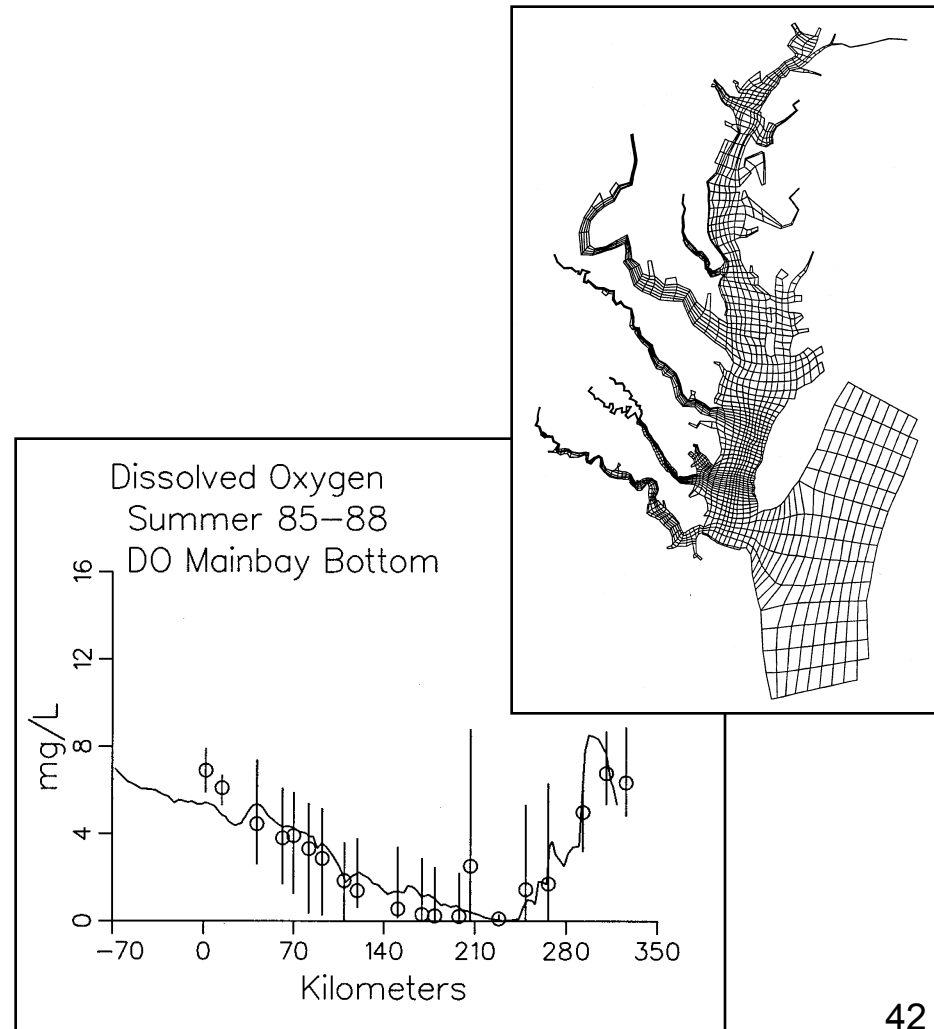 Dissolved Oxygen
Summer 85–88
DO Mainbay Bottom
16
12
8
4
0
mg/L
-70 0 70 140 210 280 350
Kilometers
42